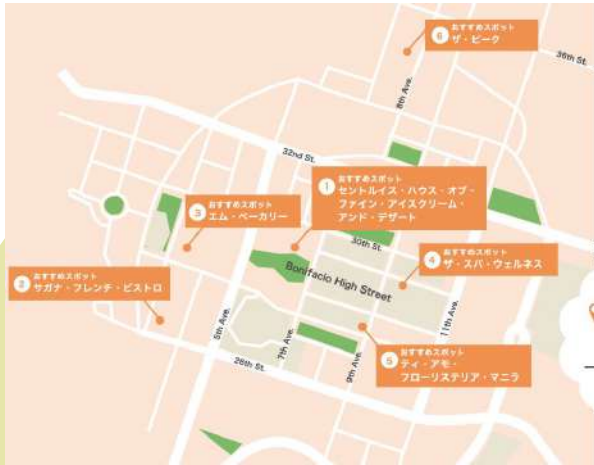 6 おすすめスポット
ザ・ピーク
36th St.
8th Ave.
32nd St.
1 おすすめスポット
セントルイス・ハウス・オブ・
ファイン・アイスクリーム・
アンド・デザート
3 おすすめスポット
エム・ベーカリー
30th St.
4 おすすめスポット
ザ・スパ・ウェルネス
Bonifacio High Street
2 おすすめスポット
サガナ・フレンチ・ビストロ
5th Ave.
7th Ave.
9th Ave.
11th Ave.
26th St.
5 おすすめスポット
ティ・アモ・
フローリステリア・マニラ